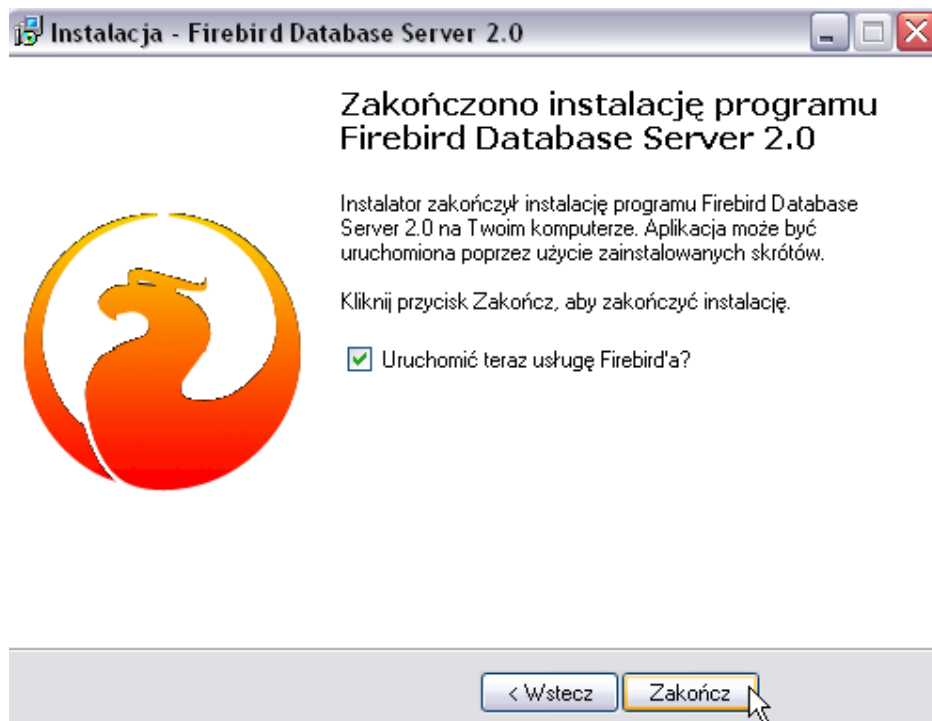 Instalacja - Firebird Database Server 2.0
Zakończono instalację programu
Firebird Database Server 2.0
Instalator zakończył instalację programu Firebird Database
Server 2.0 na Twoim komputerze. Aplikacja może być
uruchomiona poprzez użycie zainstalowanych skrótów.
Kliknij przycisk Zakończ, aby zakończyć instalację.
Uruchomić teraz usługę Firebird'a?
< Wstecz
Zakończ